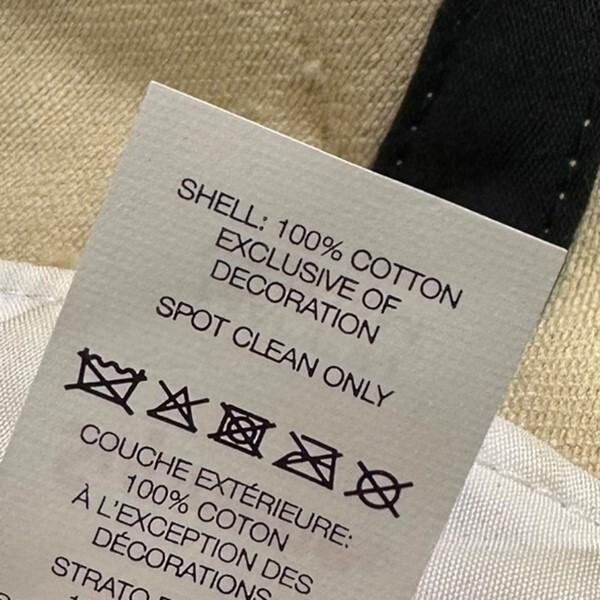 SHELL: 100% COTTON
EXCLUSIVE OF
DECORATION
SPOT CLEAN ONLY
COUCHE EXTÉRIEURE:
100% COTON
À L'EXCEPTION DES
DÉCORATIONS
STRATO